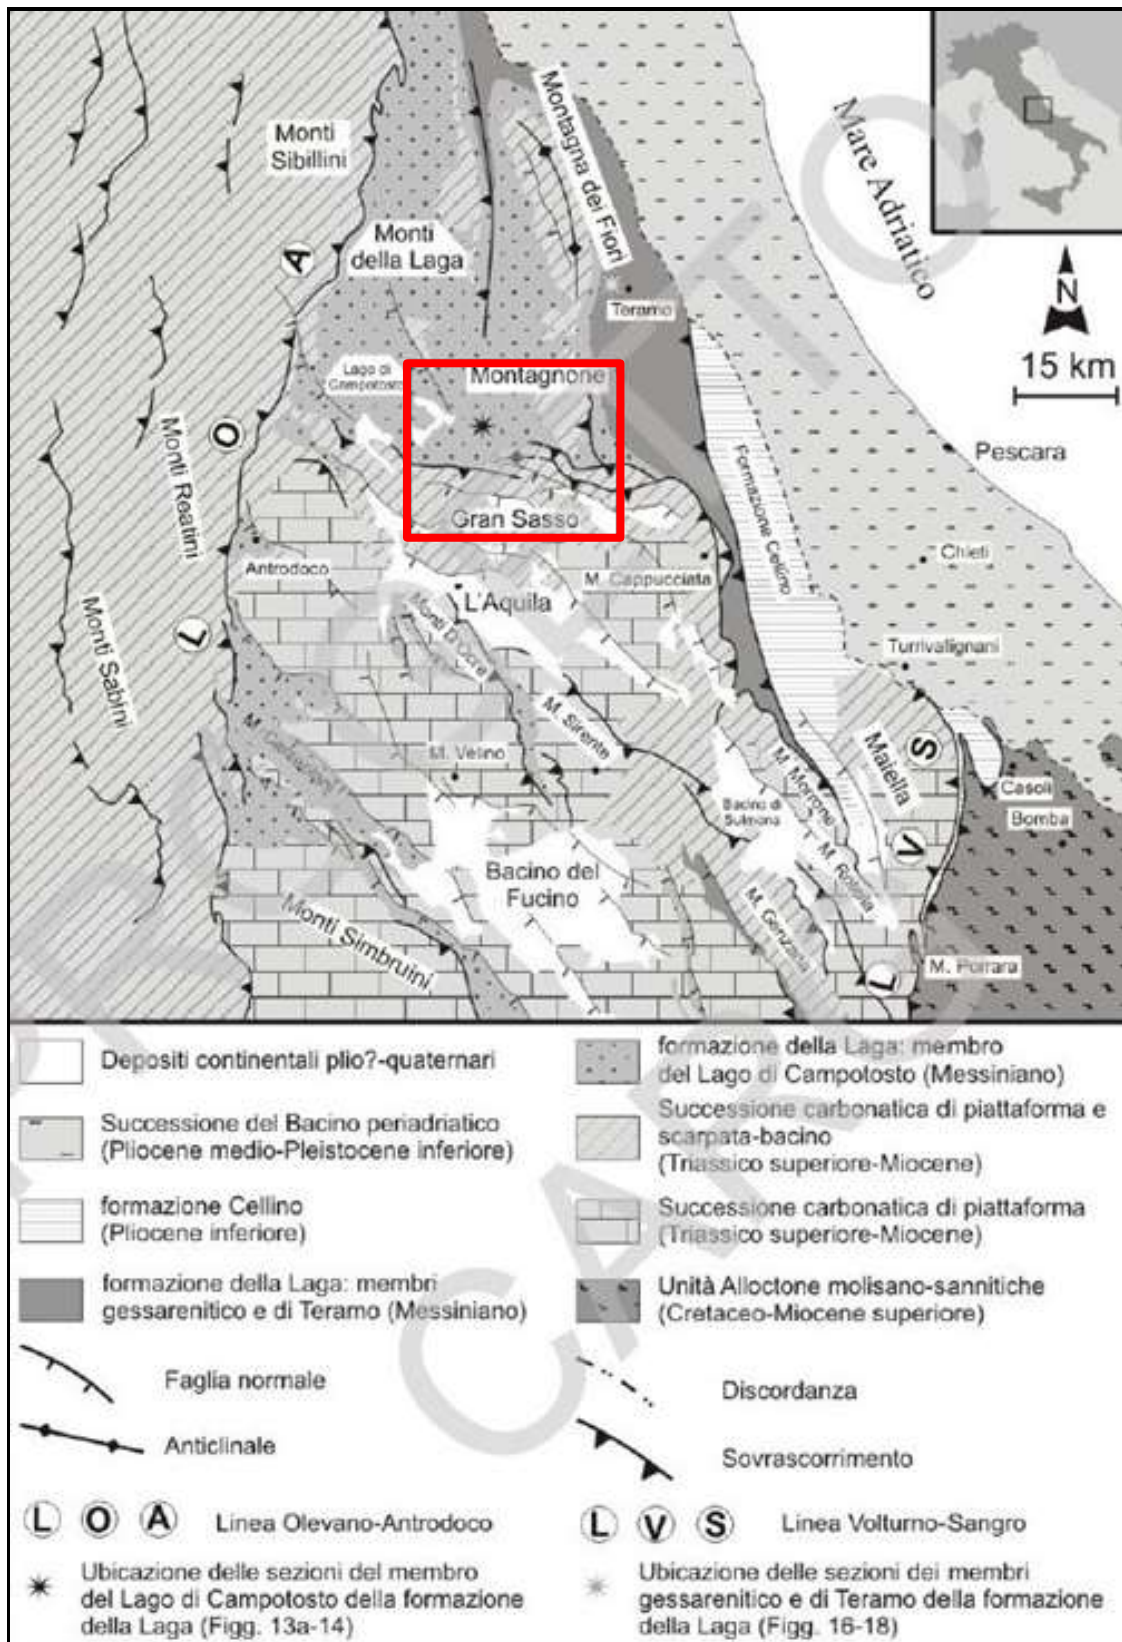 Monti
Sibillini
Montagna dei Fiori
Mare Adriatico
Monti
della Laga
A
N
Teramo
15 km
Lago di
Campotosto
Montagnone
O
Monti Reatini
Pescara
Formazione Cellino
Gran Sasso
Chieti
Antrodoco
M. Cappucciata
L'Aquila
L
Monti D'Ocre
Turrivalignani
Monti Sabini
M. Sirente
M. Velino
Maiella
S
M. Morrone
Bacino di
Sulmona
Casoli
Bomba
V
M. Rotella
Bacino del
Fucino
M. Genzana
Monti Simbruini
L
M. Porrara
Depositi continentali plio?-quaternari
formazione della Laga: membro
del Lago di Campotosto (Messiniano)
Successione del Bacino periadriatico
(Pliocene medio-Pleistocene inferiore)
Successione carbonatica di piattaforma e
scarpata-bacino
(Triassico superiore-Miocene)
formazione Cellino
(Pliocene inferiore)
Successione carbonatica di piattaforma
(Triassico superiore-Miocene)
formazione della Laga: membri
gessarenitico e di Teramo (Messiniano)
Unità Alloctone molisano-sannitiche
(Cretaceo-Miocene superiore)
Faglia normale
Discordanza
Anticlinale
Sovrascorrimento
L O A Linea Olevano-Antrodoco
L V S Linea Volturno-Sangro
Ubicazione delle sezioni del membro
del Lago di Campotosto della formazione
della Laga (Figg. 13a-14)
Ubicazione delle sezioni dei membri
gessarenitico e di Teramo della formazione
della Laga (Figg. 16-18)